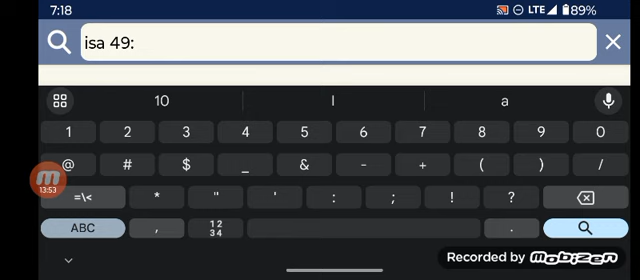 7:18 LTE 89%
isa 49:
10 I a
1 2 3 4 5 6 7 8 9 0
@ # $ _ & - + ( ) /
13:53
=\< * " ' : ; ! ?
ABC , 12 34 .
Recorded by mobizen